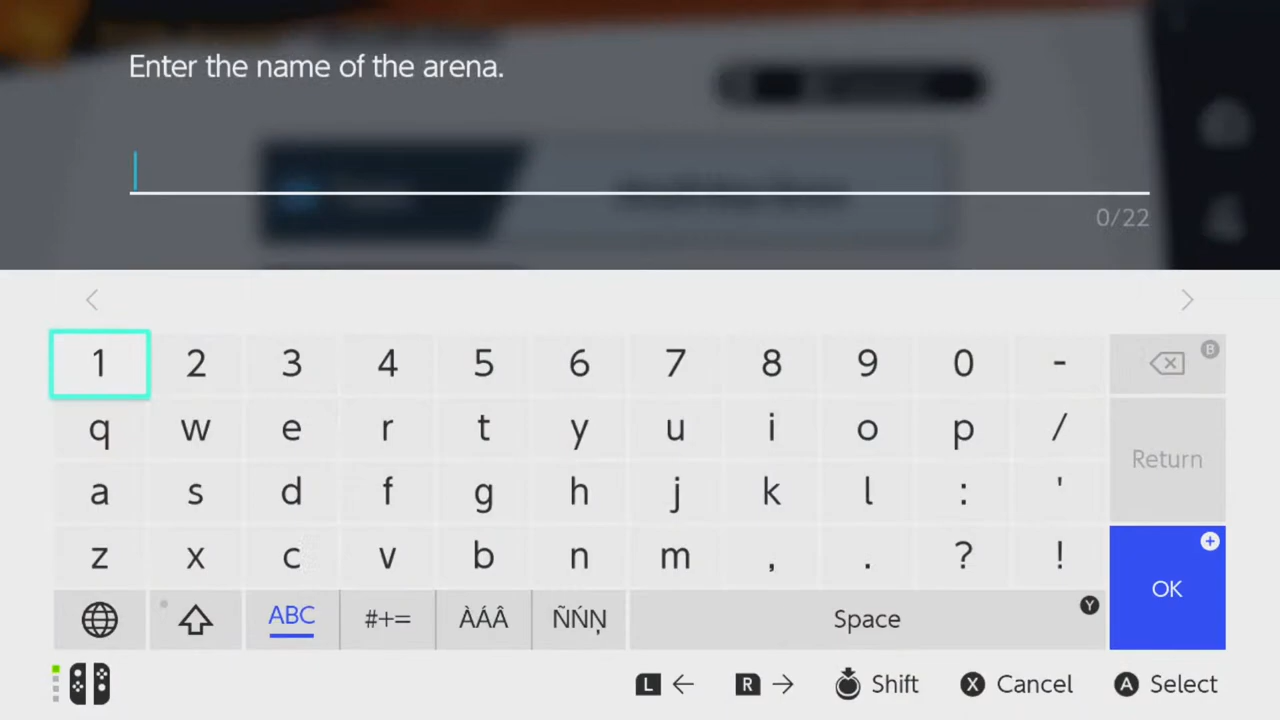 Enter the name of the arena.
0/22
1 2 3 4 5 6 7 8 9 0 - B
q w e r t y u i o p / Return
a s d f g h j k l : '
z x c v b n m , . ? ! +
OK
ABC #+= ÀÁÂ ÑŃŅ Space Y
L ← R → Shift X Cancel A Select